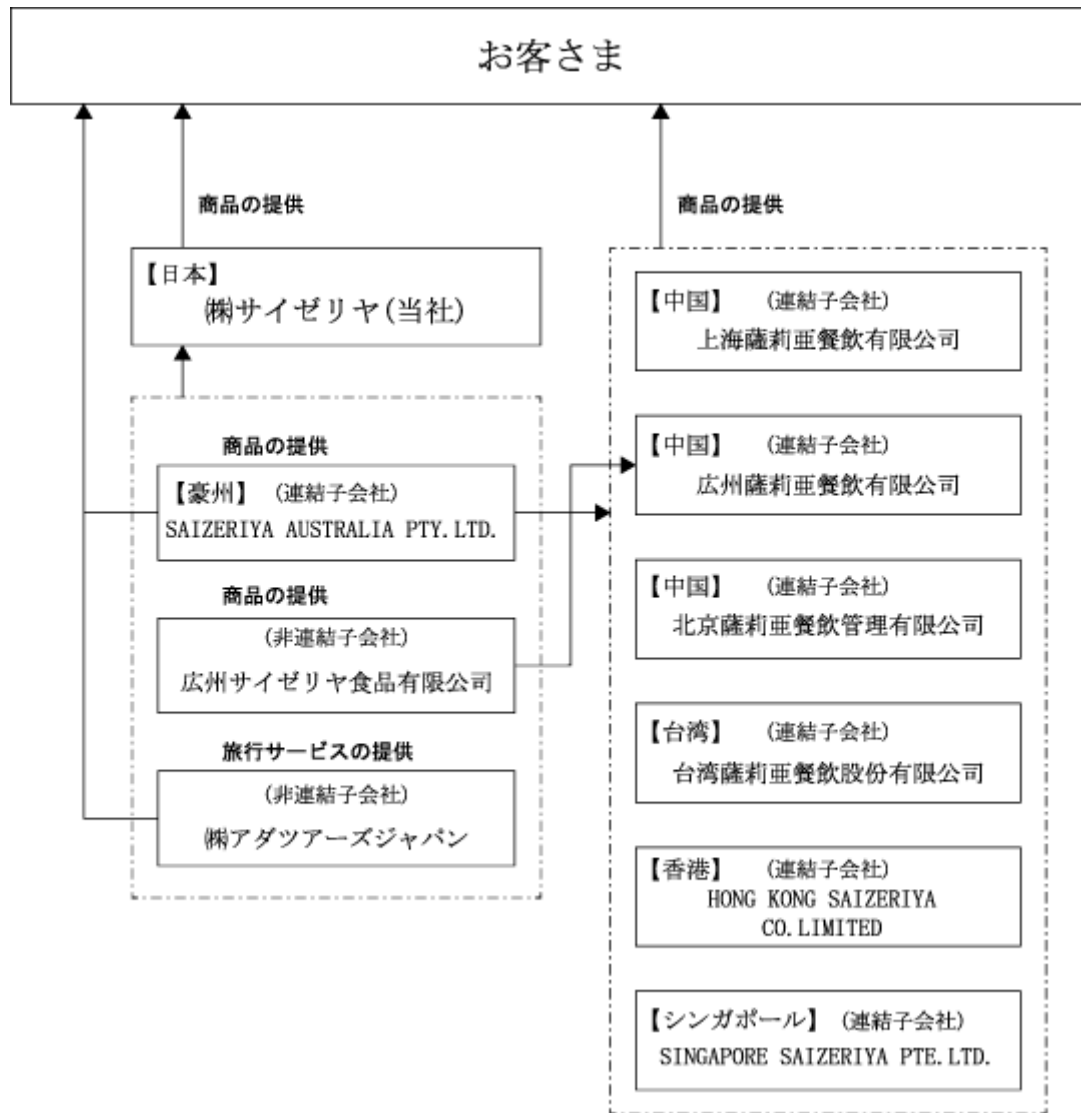 お客さま
商品の提供
【日本】
㈱サイゼリヤ(当社)
商品の提供
【豪州】 (連結子会社)
SAIZERIYA AUSTRALIA PTY.LTD.
商品の提供
(非連結子会社)
広州サイゼリヤ食品有限公司
旅行サービスの提供
(非連結子会社)
㈱アダツアーズジャパン
商品の提供
【中国】 (連結子会社)
上海薩莉亜餐飲有限公司
【中国】 (連結子会社)
広州薩莉亜餐飲有限公司
【中国】 (連結子会社)
北京薩莉亜餐飲管理有限公司
【台湾】 (連結子会社)
台湾薩莉亜餐飲股份有限公司
【香港】 (連結子会社)
HONG KONG SAIZERIYA
CO.LIMITED
【シンガポール】 (連結子会社)
SINGAPORE SAIZERIYA PTE.LTD.